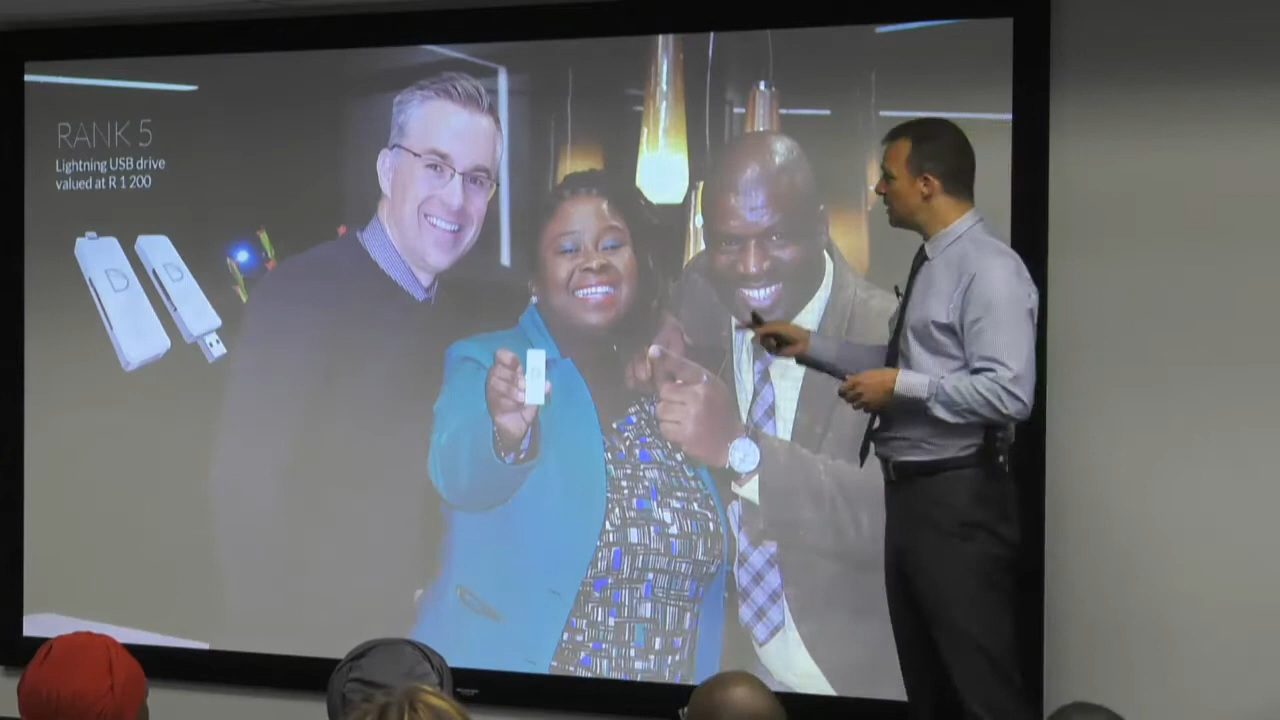 RANK 5
Lightning USB drive
valued at R 1 200
D
D